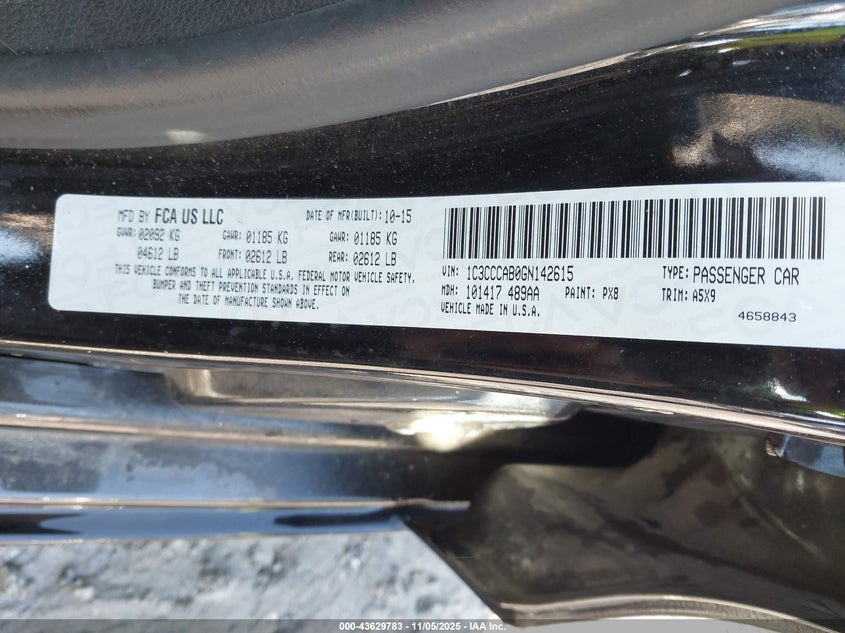 MFD BY FCA US LLC DATE OF MFR(BUILT): 10-15
GVWR: 02092 KG GAWR: 01185 KG GAWR: 01185 KG
04612 LB FRONT: 02612 LB REAR: 02612 LB
THIS VEHICLE CONFORMS TO ALL APPLICABLE U.S.A. FEDERAL MOTOR VEHICLE SAFETY,
BUMPER AND THEFT PREVENTION STANDARDS IN EFFECT ON
THE DATE OF MANUFACTURE SHOWN ABOVE.
VIN: 1C3CCCAB0GN142615 TYPE: PASSENGER CAR
MDH: 101417 489AA PAINT: PX8 TRIM: A5X9
VEHICLE MADE IN U.S.A. 4658843
000-43629783 - 11/05/2025 - IAA Inc.